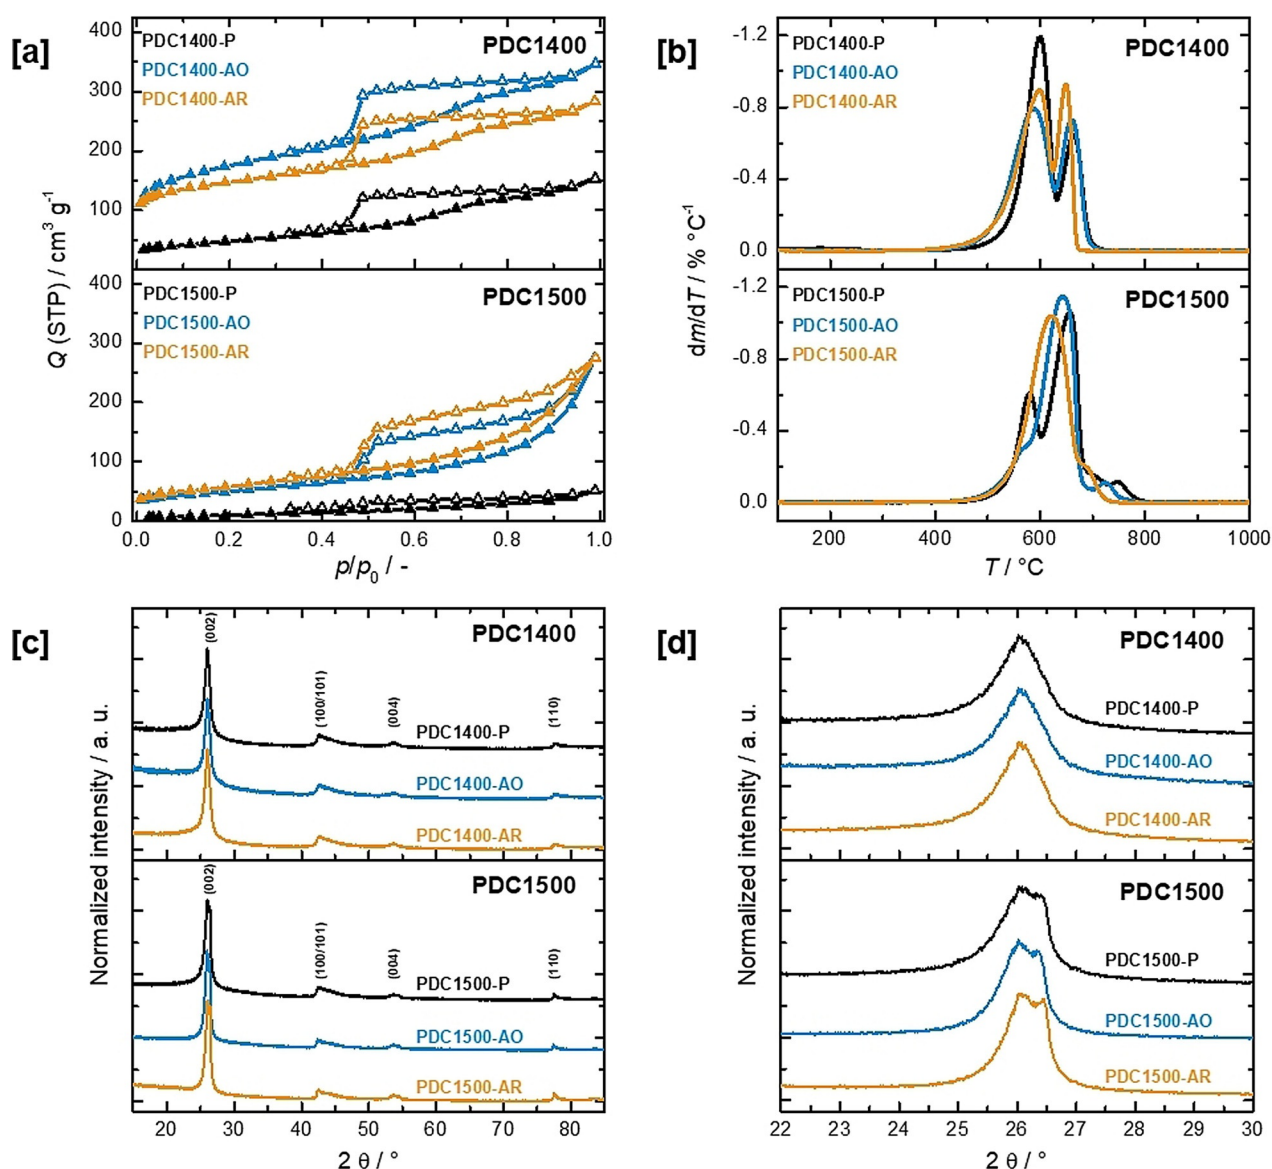 [a]
400
PDC1400-P
PDC1400
PDC1400-AO
300
PDC1400-AR
200
100
400
PDC1500-P
PDC1500
PDC1500-AO
300
PDC1500-AR
200
100
0
0.0 0.2 0.4 0.6 0.8 1.0
p/p0 / -
Q (STP) / cm3 g-1
[b]
-1.2
PDC1400-P
PDC1400
PDC1400-AO
-0.8
PDC1400-AR
-0.4
0.0
-1.2
PDC1500-P
PDC1500
PDC1500-AO
-0.8
PDC1500-AR
-0.4
0.0
200 400 600 800 1000
T / °C
dm/dT / % °C-1
[c]
(002)
PDC1400
(100/101)
(004)
(110)
PDC1400-P
PDC1400-AO
PDC1400-AR
(002)
PDC1500
(100/101)
(004)
(110)
PDC1500-P
PDC1500-AO
PDC1500-AR
20 30 40 50 60 70 80
2 θ / °
Normalized intensity / a. u.
[d]
PDC1400
PDC1400-P
PDC1400-AO
PDC1400-AR
PDC1500
PDC1500-P
PDC1500-AO
PDC1500-AR
22 23 24 25 26 27 28 29 30
2 θ / °
Normalized intensity / a. u.